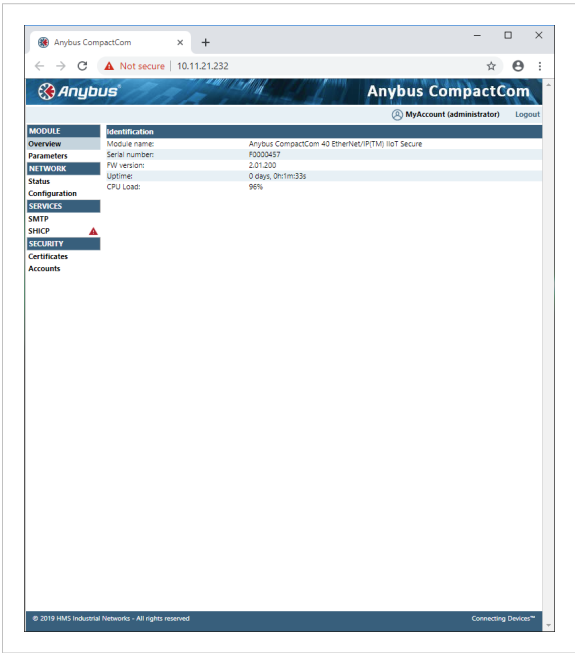 Anybus CompactCom
Not secure | 10.11.21.232
Anybus®
Anybus CompactCom
MyAccount (administrator) Logout
MODULE
Overview
Parameters
NETWORK
Status
Configuration
SERVICES
SMTP
SHICP
SECURITY
Certificates
Accounts
Identification
Module name: Anybus CompactCom 40 EtherNet/IP(TM) IIoT Secure
Serial number: F0000457
FW version: 2.01.200
Uptime: 0 days, 0h:1m:33s
CPU Load: 96%
© 2019 HMS Industrial Networks - All rights reserved
Connecting Devices™